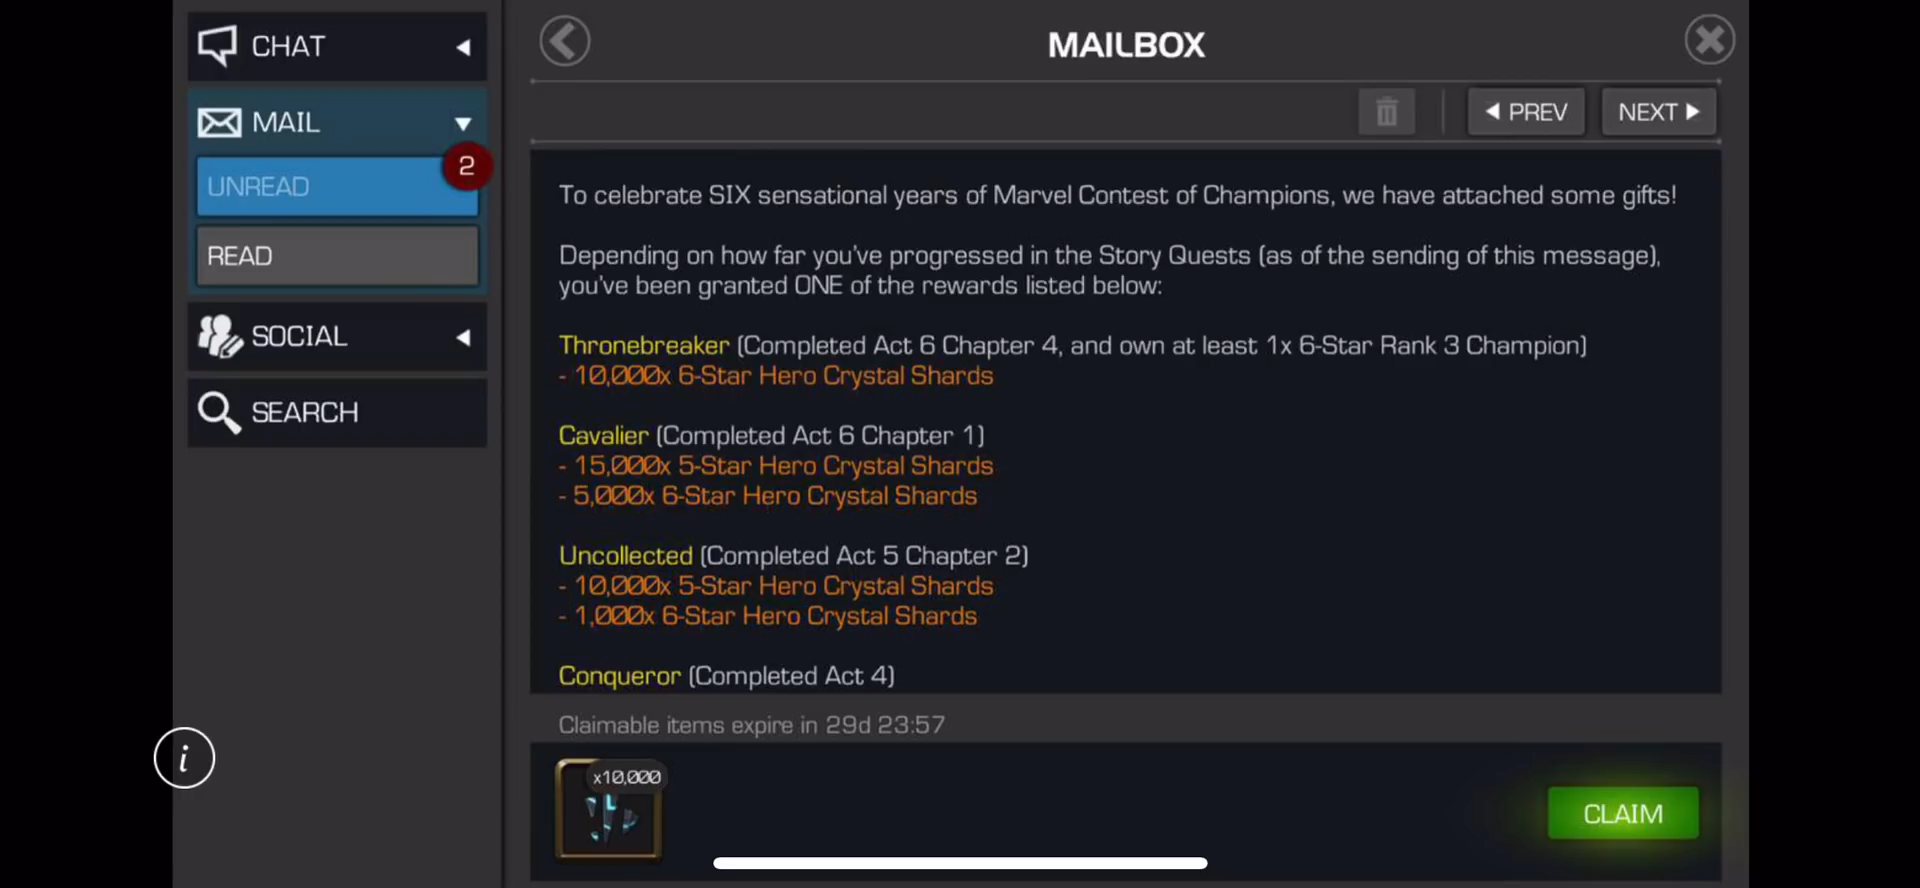 CHAT
MAIL
2
UNREAD
READ
SOCIAL
SEARCH
i
MAILBOX
PREV
NEXT
To celebrate SIX sensational years of Marvel Contest of Champions, we have attached some gifts!
Depending on how far you've progressed in the Story Quests (as of the sending of this message),
you've been granted ONE of the rewards listed below:
Thronebreaker (Completed Act 6 Chapter 4, and own at least 1x 6-Star Rank 3 Champion)
- 10,000x 6-Star Hero Crystal Shards
Cavalier (Completed Act 6 Chapter 1)
- 15,000x 5-Star Hero Crystal Shards
- 5,000x 6-Star Hero Crystal Shards
Uncollected (Completed Act 5 Chapter 2)
- 10,000x 5-Star Hero Crystal Shards
- 1,000x 6-Star Hero Crystal Shards
Conqueror (Completed Act 4)
Claimable items expire in 29d 23:57
x10,000
CLAIM